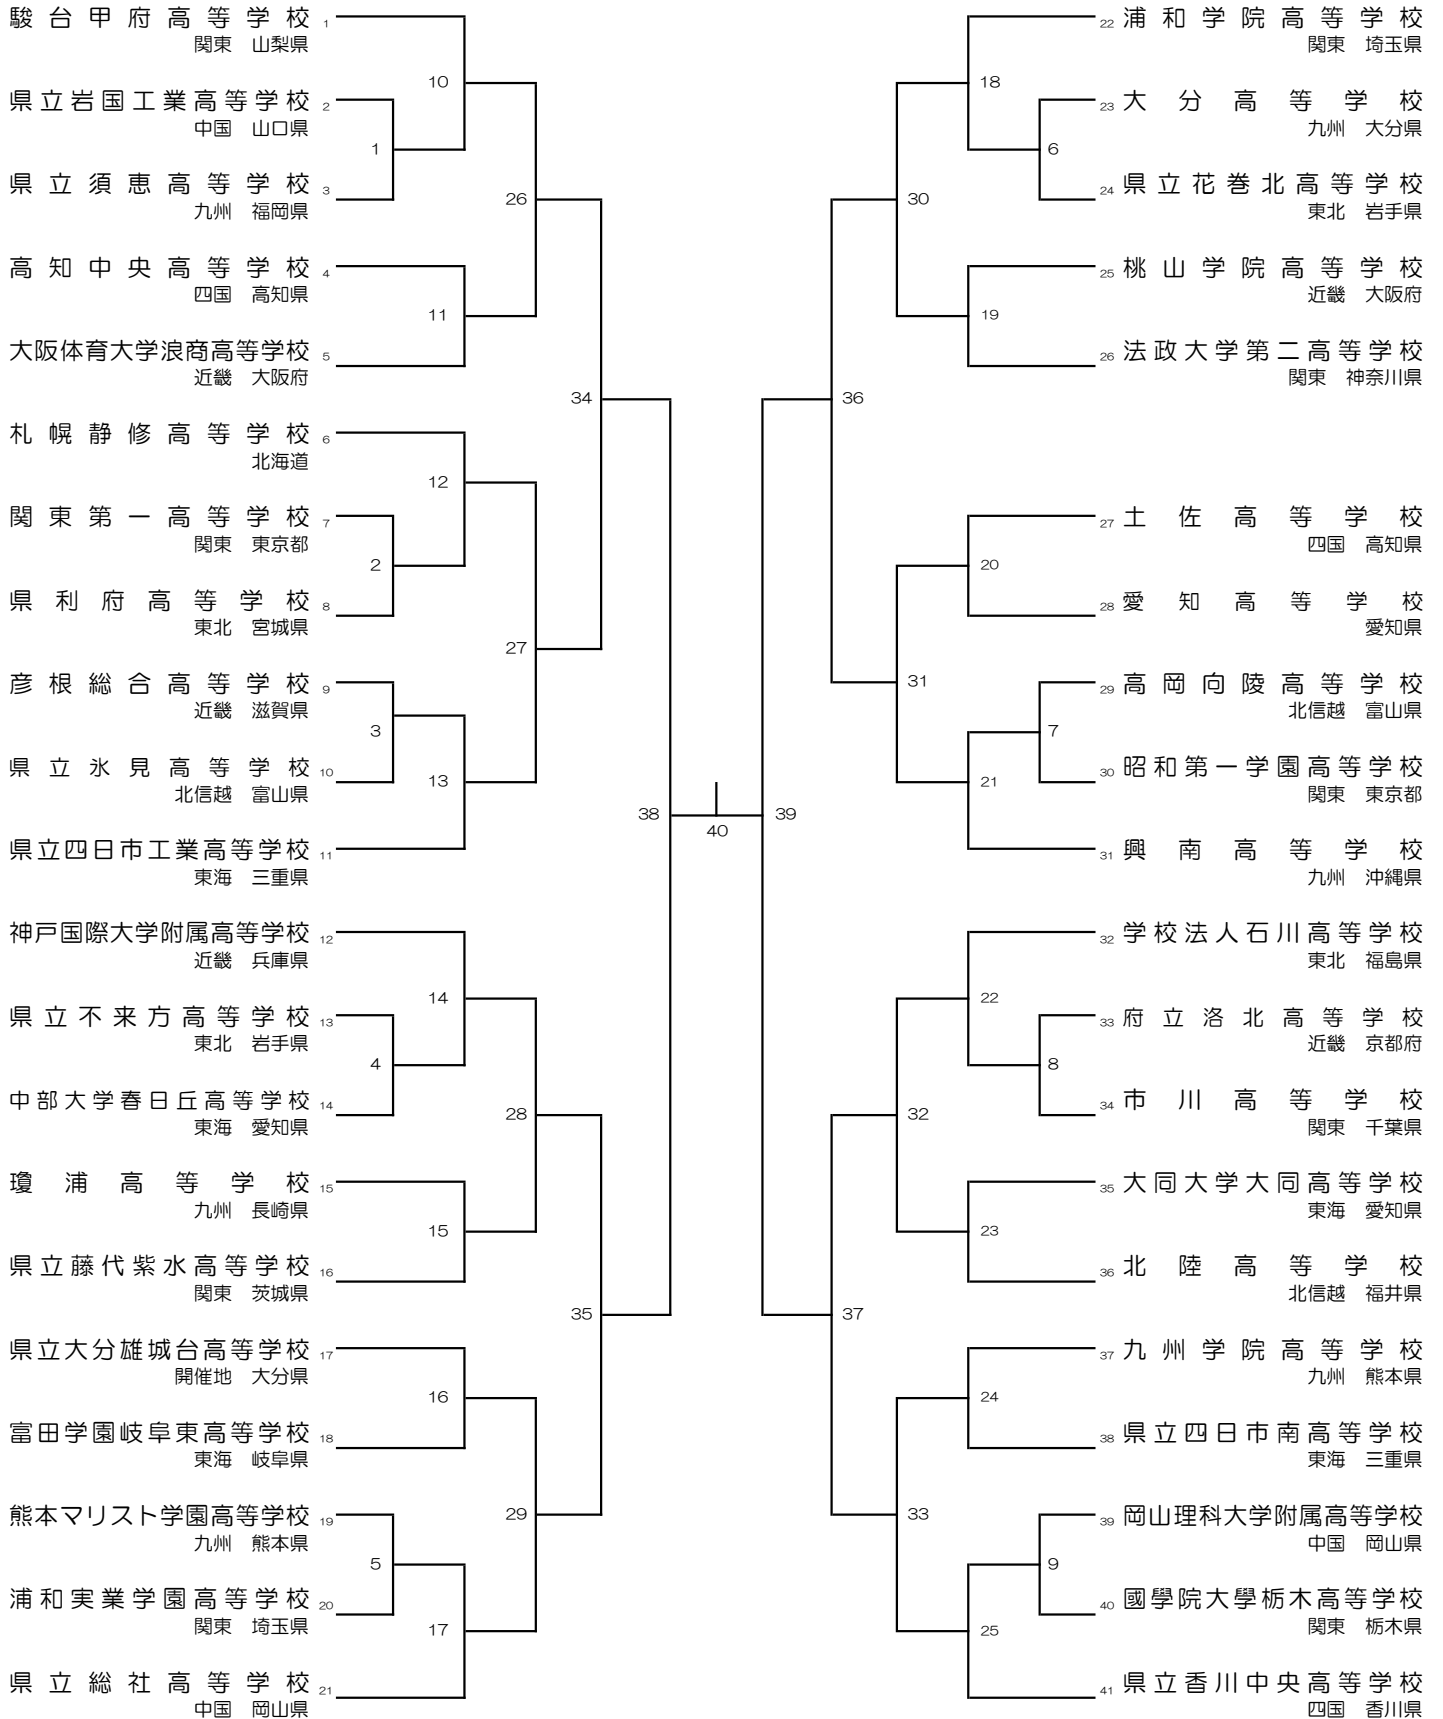 駿台甲府高等学校 1
関東 山梨県
県立岩国工業高等学校 2
中国 山口県
県立須恵高等学校 3
九州 福岡県
高知中央高等学校 4
四国 高知県
大阪体育大学浪商高等学校 5
近畿 大阪府
札幌静修高等学校 6
北海道
関東第一高等学校 7
関東 東京都
県利府高等学校 8
東北 宮城県
彦根総合高等学校 9
近畿 滋賀県
県立氷見高等学校 10
北信越 富山県
県立四日市工業高等学校 11
東海 三重県
神戸国際大学附属高等学校 12
近畿 兵庫県
県立不来方高等学校 13
東北 岩手県
中部大学春日丘高等学校 14
東海 愛知県
瓊浦高等学校 15
九州 長崎県
県立藤代紫水高等学校 16
関東 茨城県
県立大分雄城台高等学校 17
開催地 大分県
富田学園岐阜東高等学校 18
東海 岐阜県
熊本マリスト学園高等学校 19
九州 熊本県
浦和実業学園高等学校 20
関東 埼玉県
県立総社高等学校 21
中国 岡山県
1
2
3
4
5
10
11
12
13
14
15
16
17
26
27
28
29
34
35
38
40
39
36
37
30
31
32
33
18
19
20
21
22
23
24
25
6
7
8
9
22 浦和学院高等学校
関東 埼玉県
23 大分高等学校
九州 大分県
24 県立花巻北高等学校
東北 岩手県
25 桃山学院高等学校
近畿 大阪府
26 法政大学第二高等学校
関東 神奈川県
27 土佐高等学校
四国 高知県
28 愛知高等学校
愛知県
29 高岡向陵高等学校
北信越 富山県
30 昭和第一学園高等学校
関東 東京都
31 興南高等学校
九州 沖縄県
32 学校法人石川高等学校
東北 福島県
33 府立洛北高等学校
近畿 京都府
34 市川高等学校
関東 千葉県
35 大同大学大同高等学校
東海 愛知県
36 北陸高等学校
北信越 福井県
37 九州学院高等学校
九州 熊本県
38 県立四日市南高等学校
東海 三重県
39 岡山理科大学附属高等学校
中国 岡山県
40 國學院大學栃木高等学校
関東 栃木県
41 県立香川中央高等学校
四国 香川県